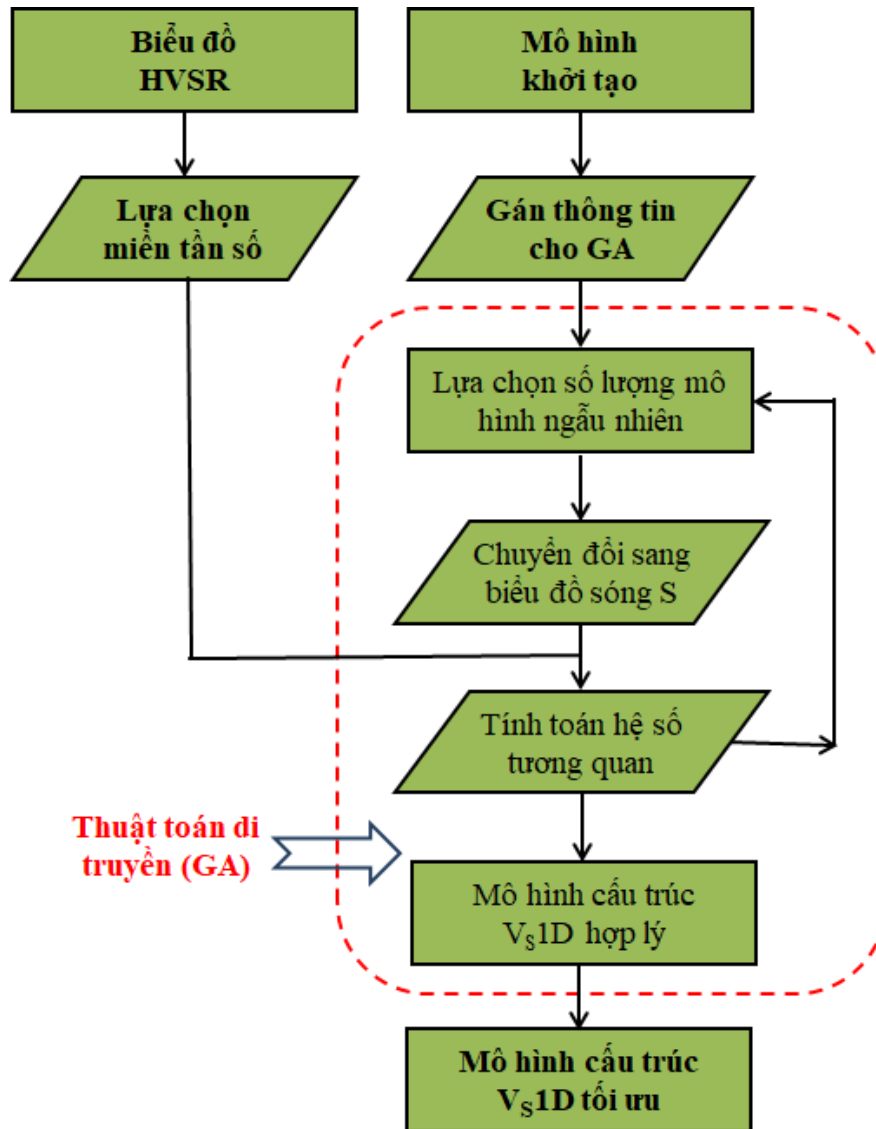 Biểu đồ
HVSR
Mô hình
khởi tạo
Lựa chọn
miền tần số
Gán thông tin
cho GA
Lựa chọn số lượng mô
hình ngẫu nhiên
Chuyển đổi sang
biểu đồ sóng S
Tính toán hệ số
tương quan
Thuật toán di
truyền (GA)
Mô hình cấu trúc
VS1D hợp lý
Mô hình cấu trúc
VS1D tối ưu